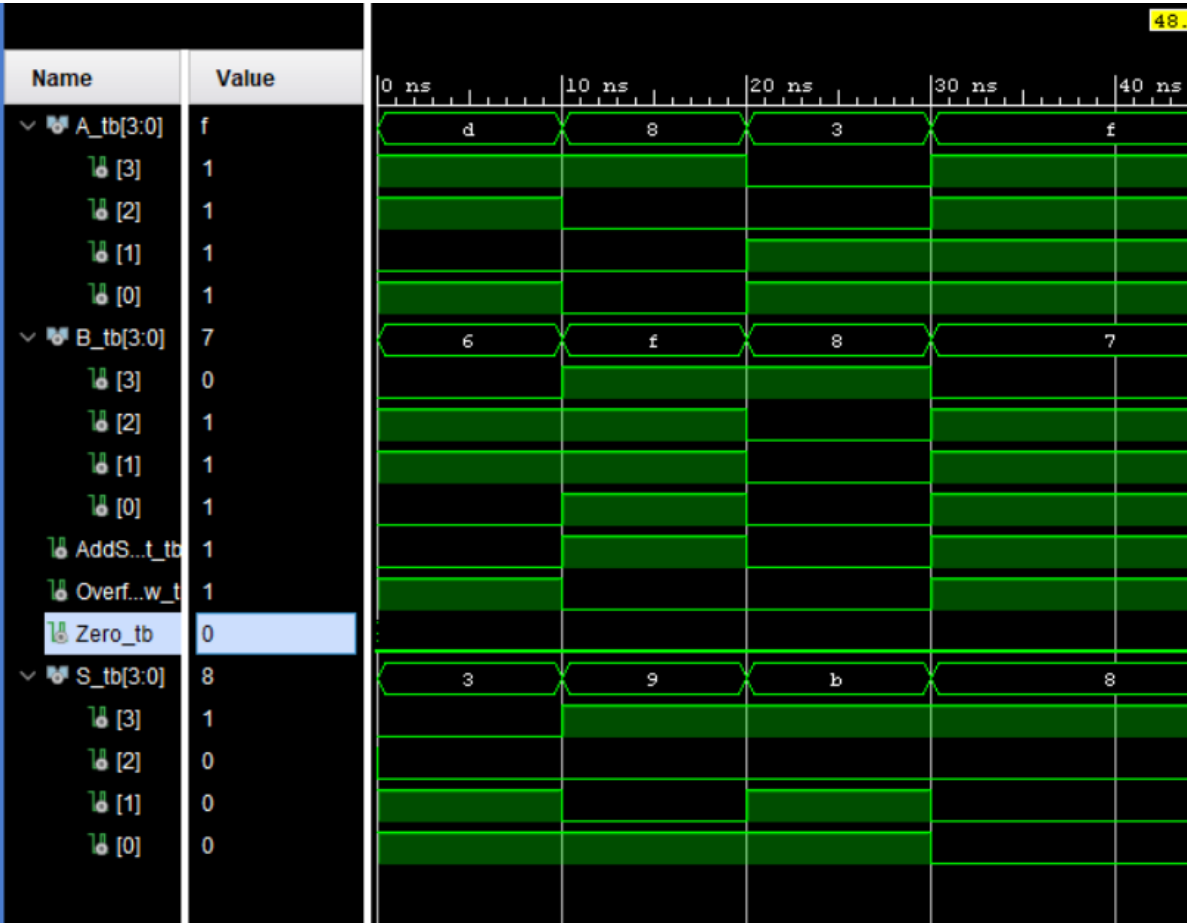 48.
Name Value 0 ns 10 ns 20 ns 30 ns 40 ns
A_tb[3:0] f d 8 3 f
[3] 1
[2] 1
[1] 1
[0] 1
B_tb[3:0] 7 6 f 8 7
[3] 0
[2] 1
[1] 1
[0] 1
AddS...t_tb 1
Overf...w_t 1
Zero_tb 0
S_tb[3:0] 8 3 9 b 8
[3] 1
[2] 0
[1] 0
[0] 0